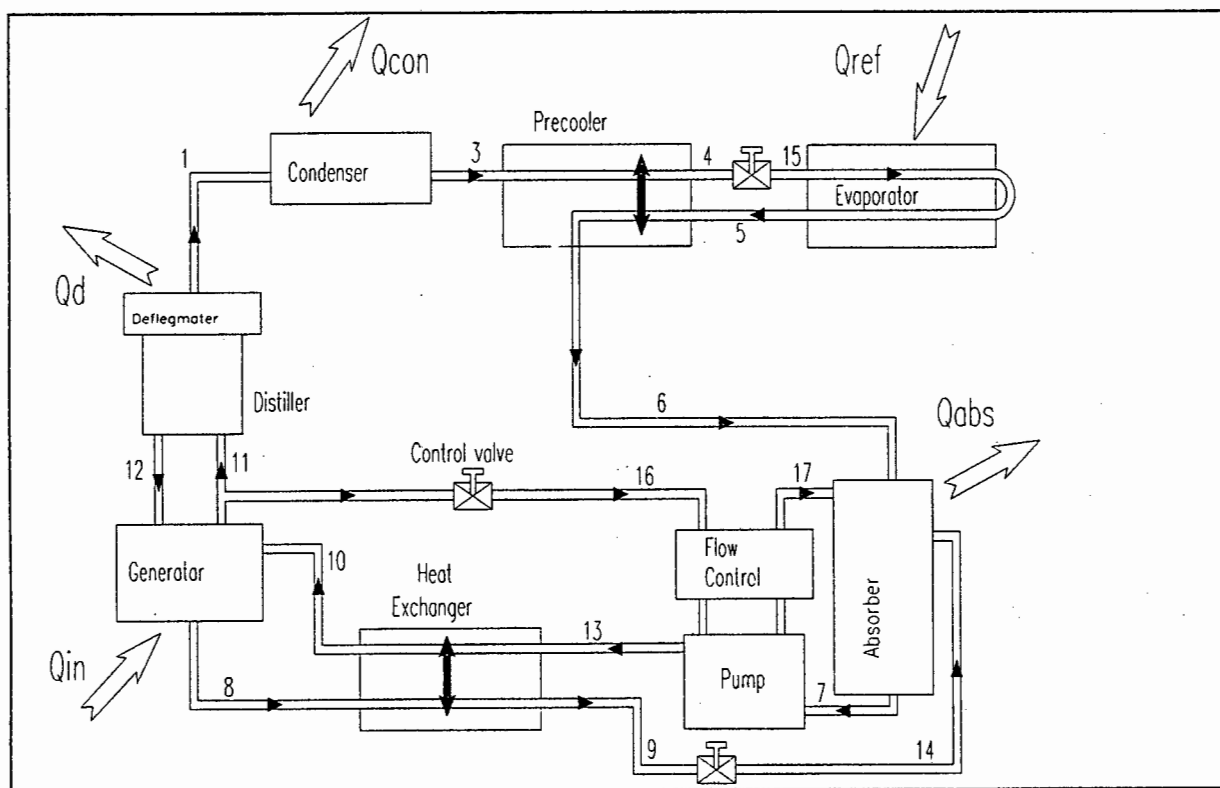 Qcon
Qref
Precooler
1
3
4
15
Condenser
Evaporator
5
Qd
Deflegmater
Distiller
6
Qabs
12
11
Control valve
16
17
Generator
10
Heat
Exchanger
Flow
Control
13
Absorber
Qin
8
Pump
7
9
14